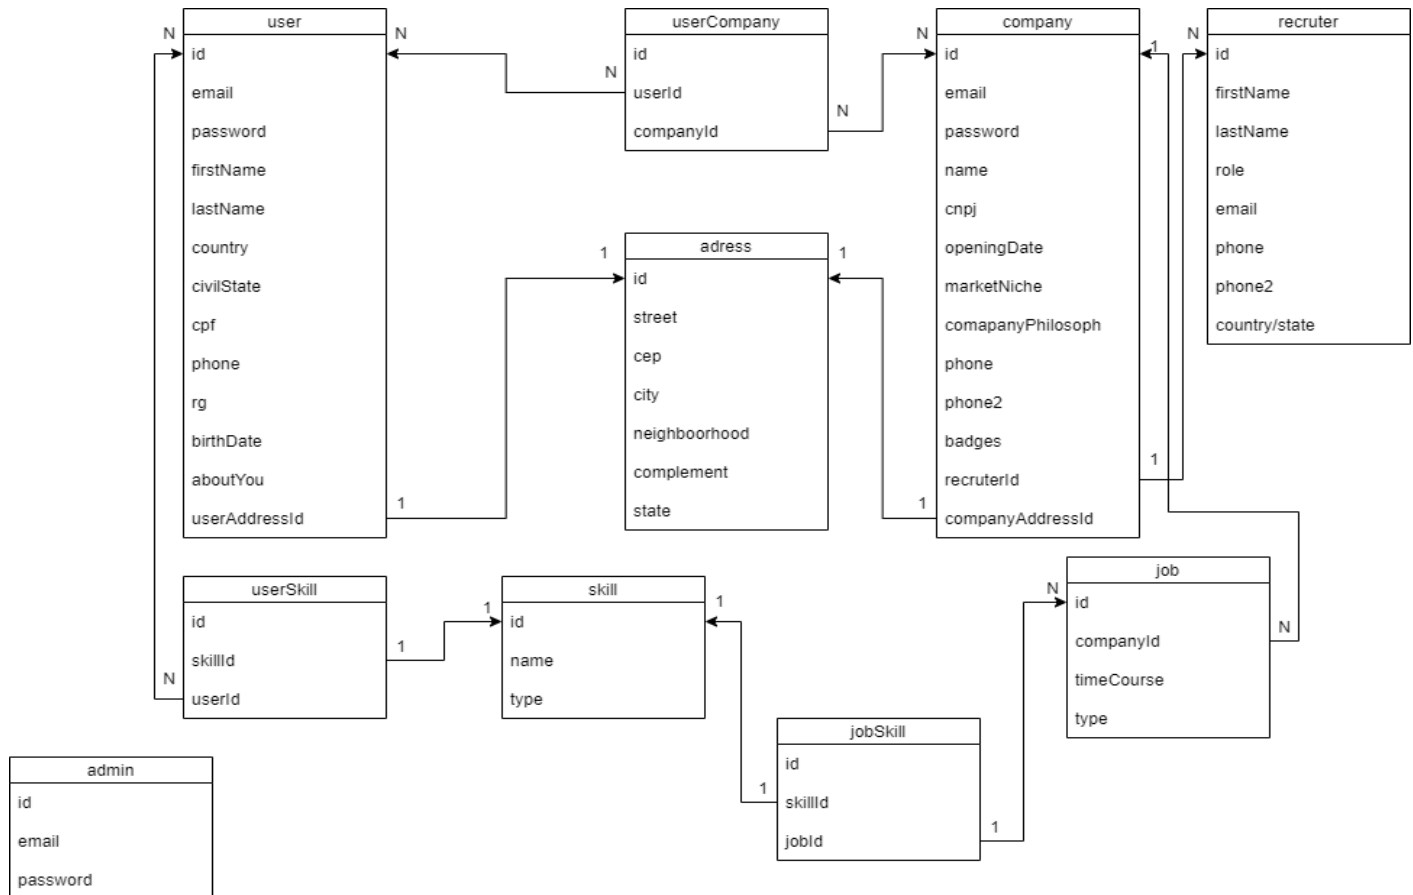 user
N
id
N
email
password
firstName
lastName
country
civilState
cpf
phone
rg
birthDate
aboutYou
userAddressId
1
userCompany
id
N
userId
companyId
N
company
N
id
1
email
password
name
cnpj
openingDate
marketNiche
comapanyPhilosoph
phone
phone2
badges
recruterId
1
1
companyAddressId
recruter
N
id
firstName
lastName
role
email
phone
phone2
country/state
adress
1
1
id
street
cep
city
neighboorhood
complement
state
userSkill
id
skillId
1
N
userId
skill
1
1
id
name
type
job
N
id
companyId
N
timeCourse
type
jobSkill
id
1
skillId
jobId
1
admin
id
email
password